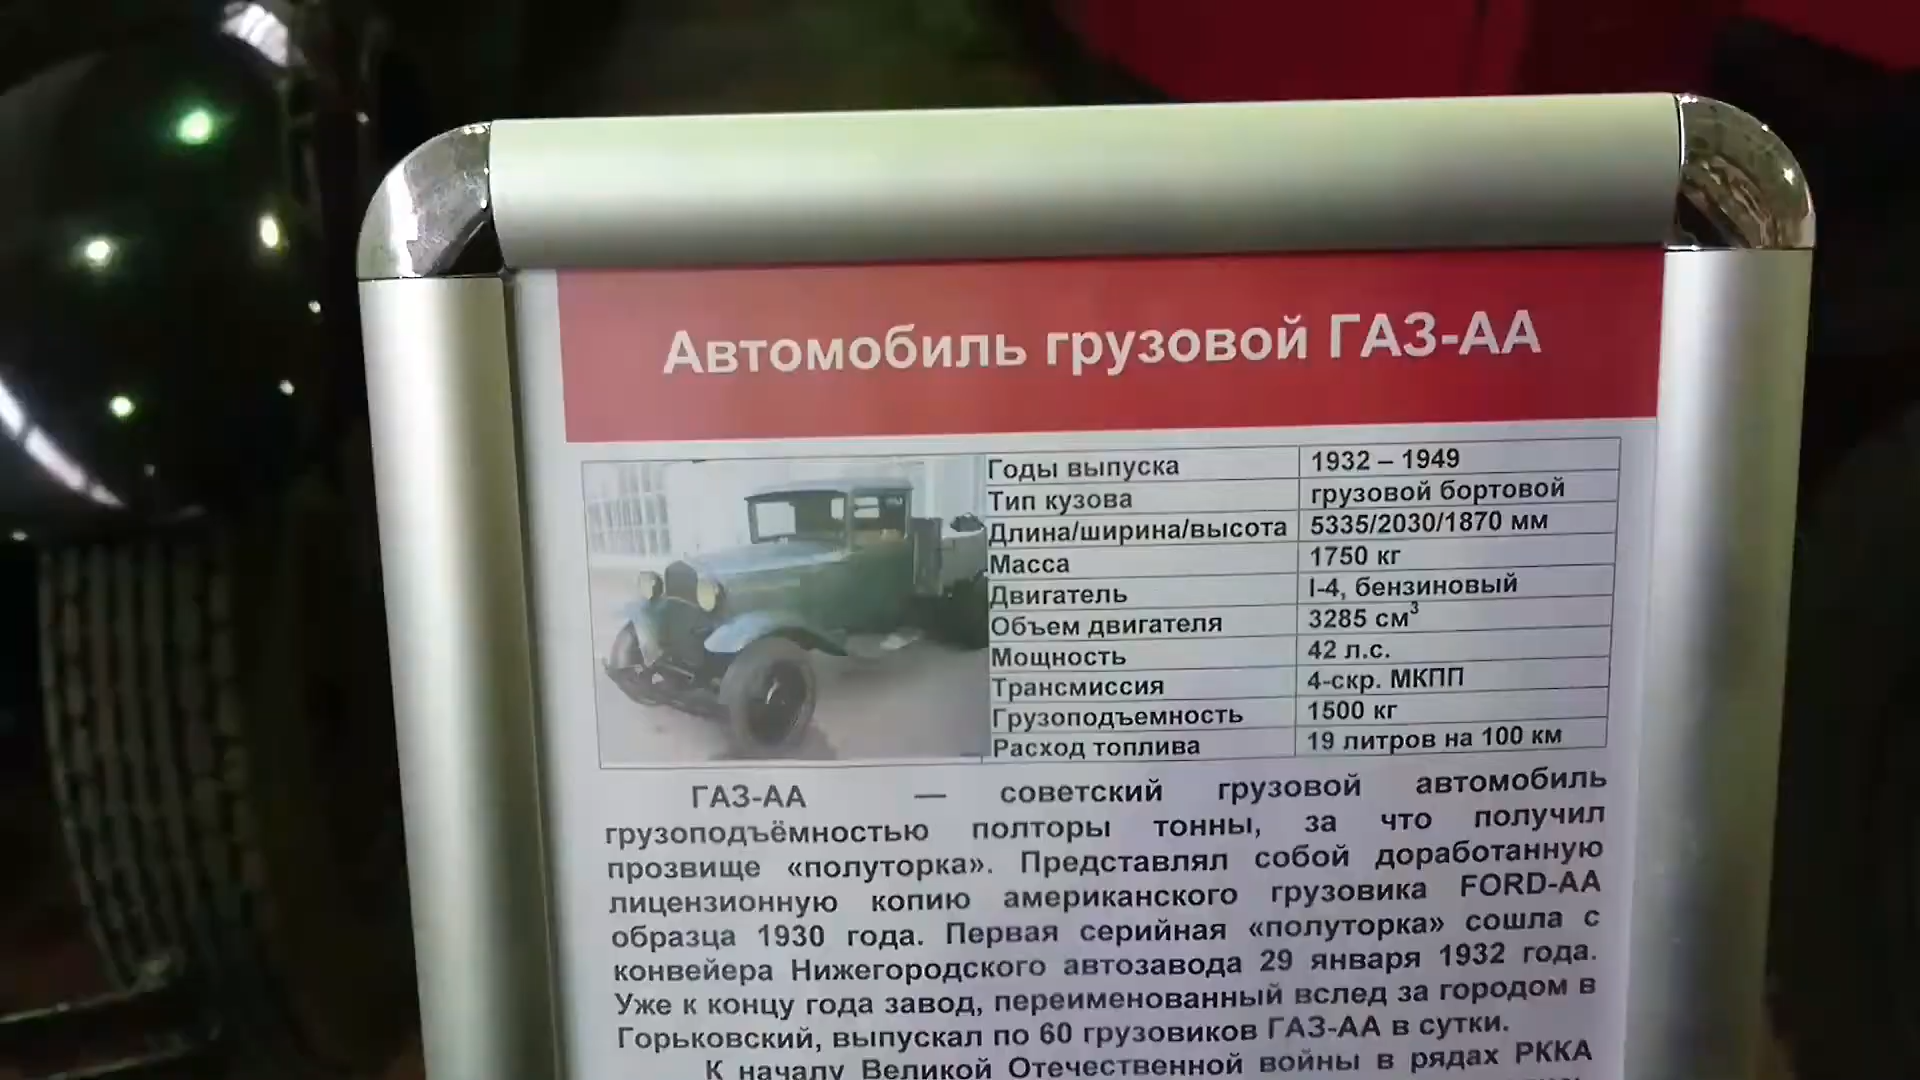 Автомобиль грузовой ГАЗ-АА
Годы выпуска 1932 – 1949
Тип кузова грузовой бортовой
Длина/ширина/высота 5335/2030/1870 мм
Масса 1750 кг
Двигатель I-4, бензиновый
Объем двигателя 3285 см³
Мощность 42 л.с.
Трансмиссия 4-скр. МКПП
Грузоподъемность 1500 кг
Расход топлива 19 литров на 100 км
ГАЗ-АА — советский грузовой автомобиль
грузоподъёмностью полторы тонны, за что получил
прозвище «полуторка». Представлял собой доработанную
лицензионную копию американского грузовика FORD-AA
образца 1930 года. Первая серийная «полуторка» сошла с
конвейера Нижегородского автозавода 29 января 1932 года.
Уже к концу года завод, переименованный вслед за городом в
Горьковский, выпускал по 60 грузовиков ГАЗ-АА в сутки.
К началу Великой Отечественной войны в рядах РККА